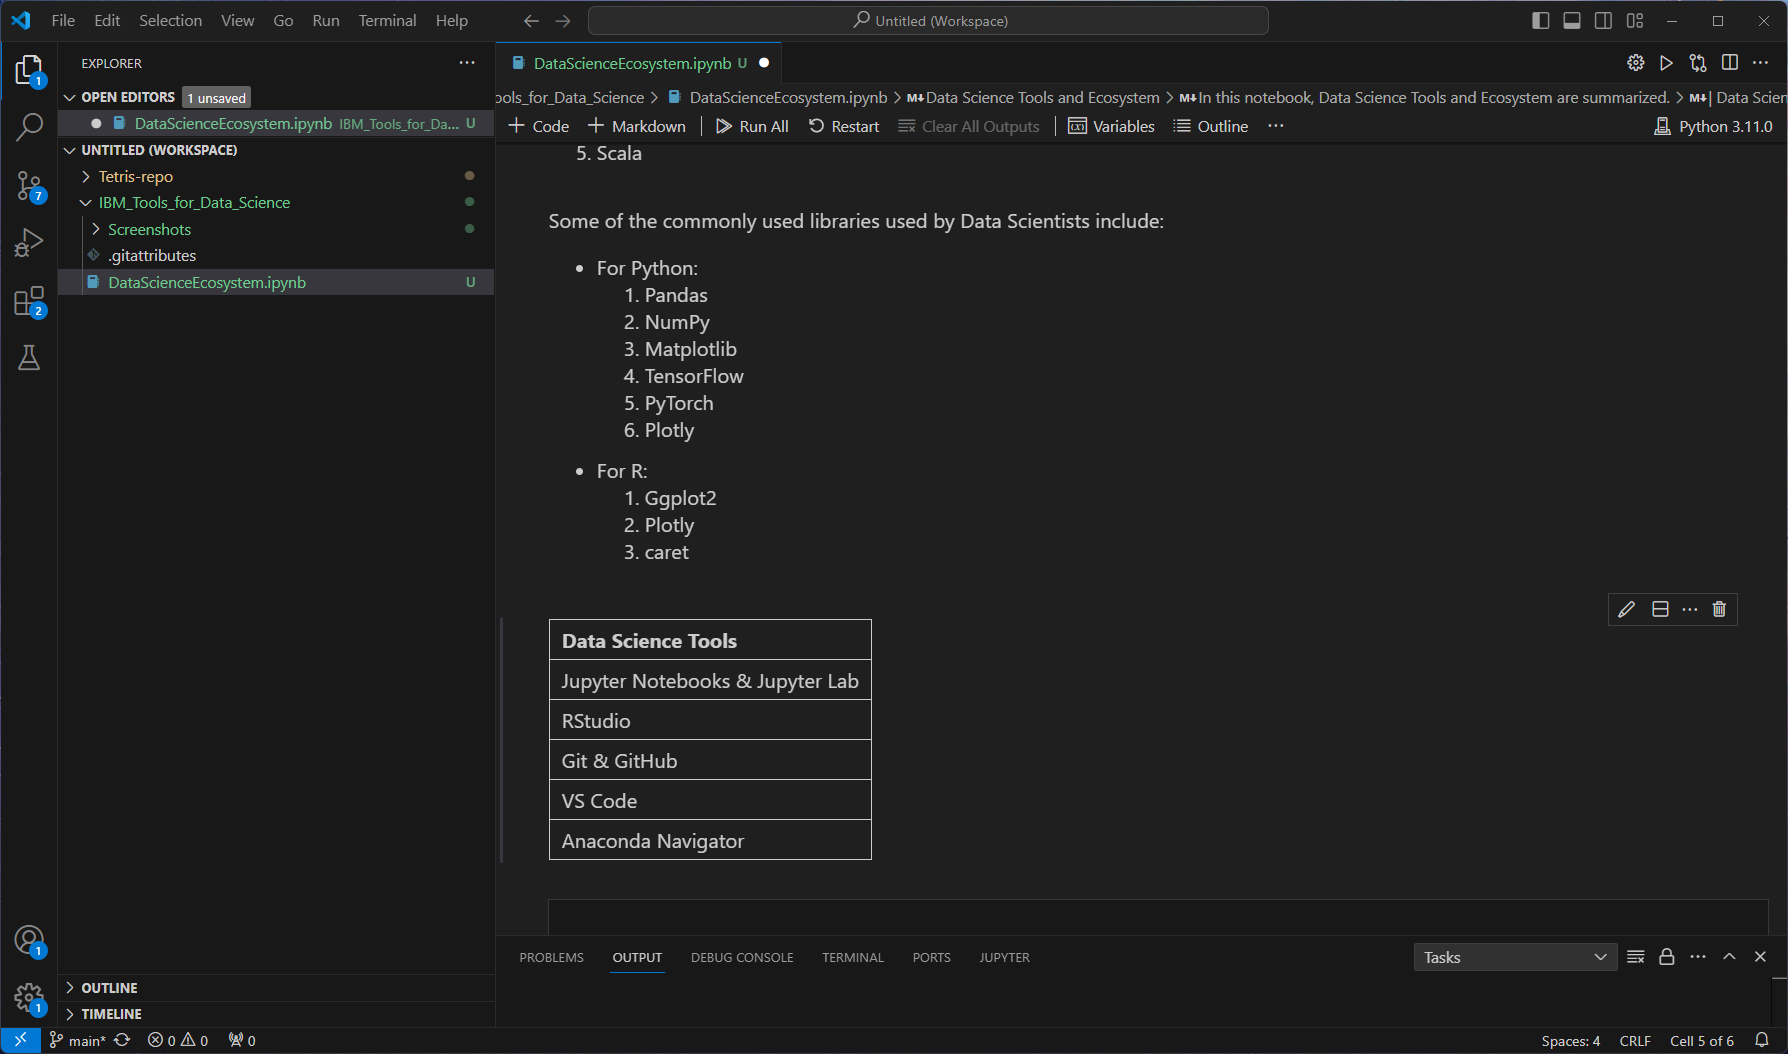 File Edit Selection View Go Run Terminal Help
Untitled (Workspace)
EXPLORER
OPEN EDITORS 1 unsaved
DataScienceEcosystem.ipynb IBM_Tools_for_Da... U
UNTITLED (WORKSPACE)
Tetris-repo
IBM_Tools_for_Data_Science
Screenshots
.gitattributes
DataScienceEcosystem.ipynb U
OUTLINE
TIMELINE
DataScienceEcosystem.ipynb U
ools_for_Data_Science > DataScienceEcosystem.ipynb > M↓Data Science Tools and Ecosystem > M↓In this notebook, Data Science Tools and Ecosystem are summarized. > M↓| Data Scien
+ Code + Markdown Run All Restart Clear All Outputs Variables Outline ... Python 3.11.0
5. Scala
Some of the commonly used libraries used by Data Scientists include:
• For Python:
1. Pandas
2. NumPy
3. Matplotlib
4. TensorFlow
5. PyTorch
6. Plotly
• For R:
1. Ggplot2
2. Plotly
3. caret
Data Science Tools
Jupyter Notebooks & Jupyter Lab
RStudio
Git & GitHub
VS Code
Anaconda Navigator
PROBLEMS OUTPUT DEBUG CONSOLE TERMINAL PORTS JUPYTER Tasks
1
7
2
1
1
main* 0 0 0 Spaces: 4 CRLF Cell 5 of 6